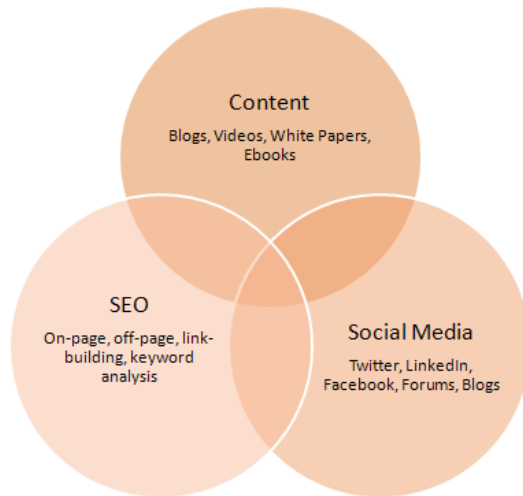 Content
Blogs, Videos, White Papers,
Ebooks
SEO
On-page, off-page, link-
building, keyword
analysis
Social Media
Twitter, LinkedIn,
Facebook, Forums, Blogs